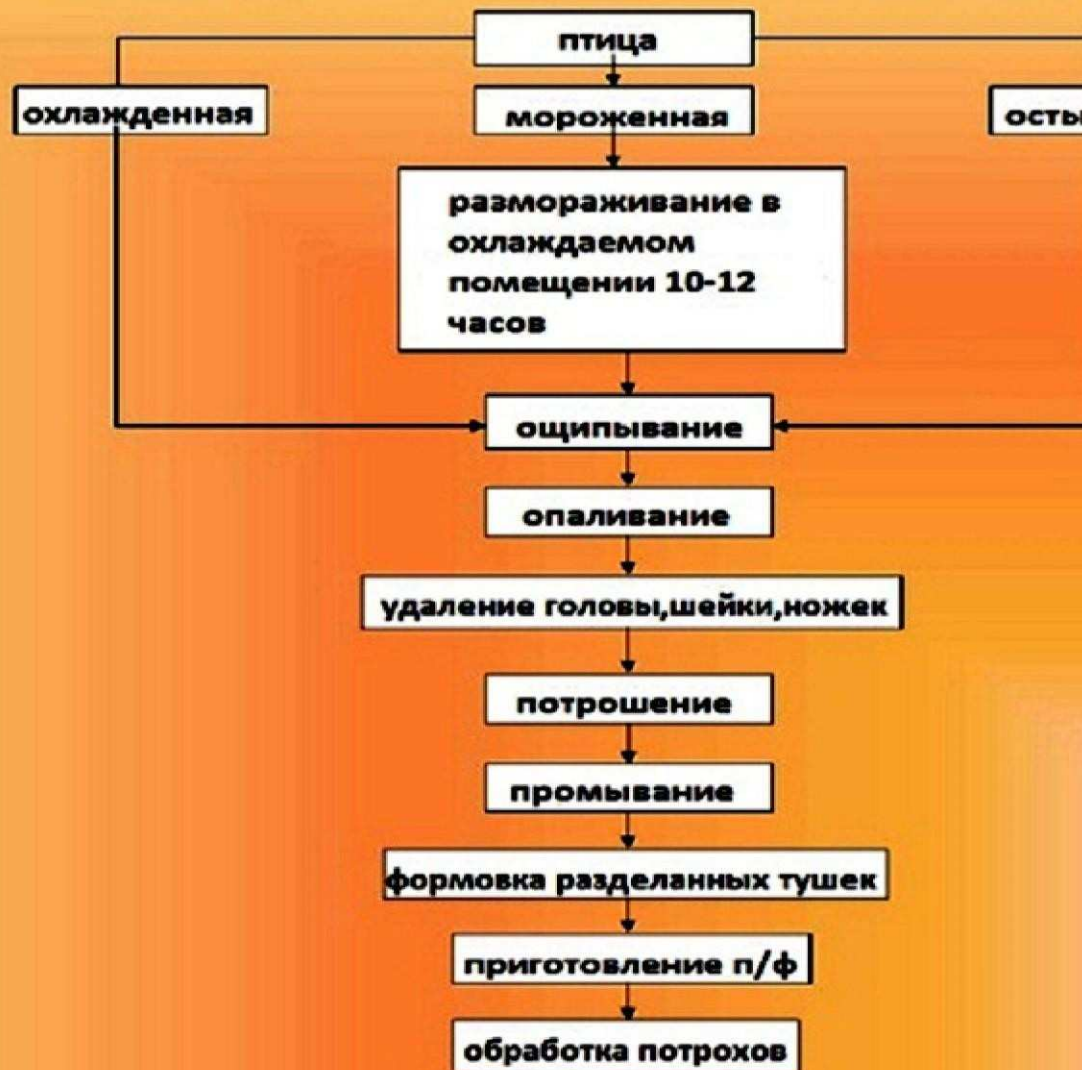 птица
охлажденная
мороженная
размораживание в
охлаждаемом
помещении 10-12
часов
ощипывание
опаливание
удаление головы,шейки,ножек
потрошение
промывание
формовка разделанных тушек
приготовление п/ф
обработка потрохов